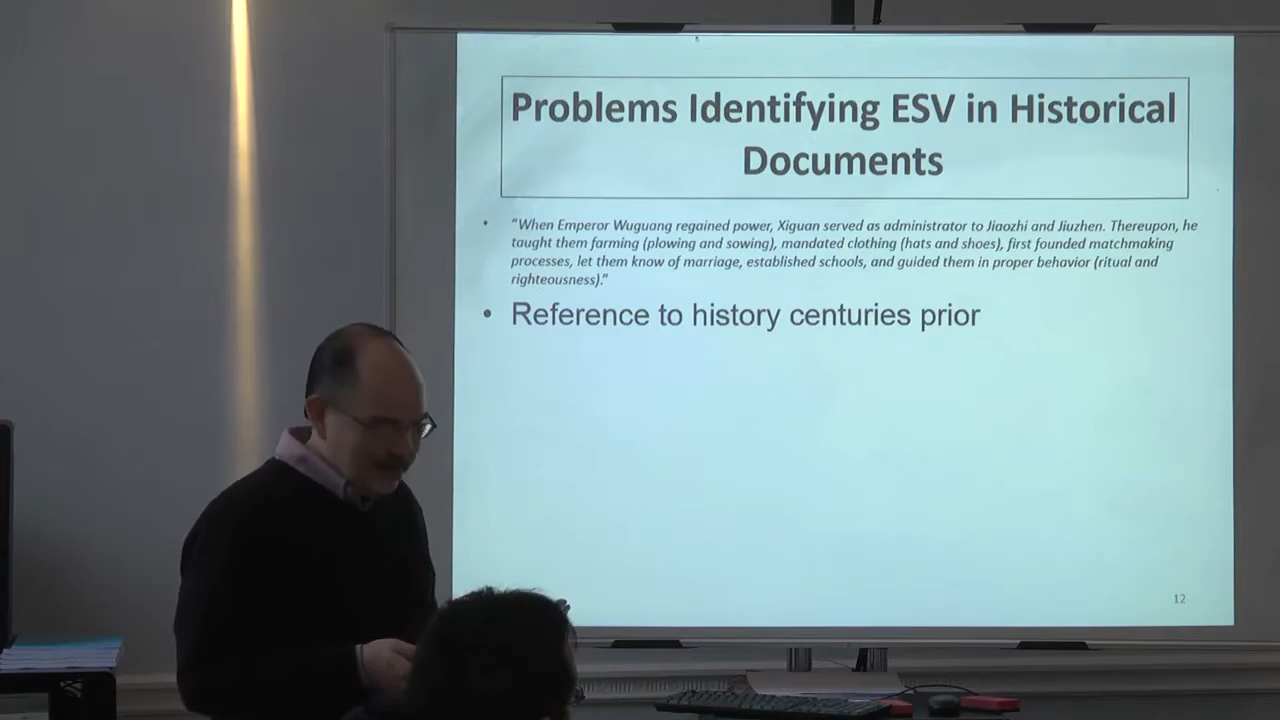 Problems Identifying ESV in Historical
Documents
• "When Emperor Wuguang regained power, Xiguan served as administrator to Jiaozhi and Jiuzhen. Thereupon, he
taught them farming (plowing and sowing), mandated clothing (hats and shoes), first founded matchmaking
processes, let them know of marriage, established schools, and guided them in proper behavior (ritual and
righteousness)."
• Reference to history centuries prior
12